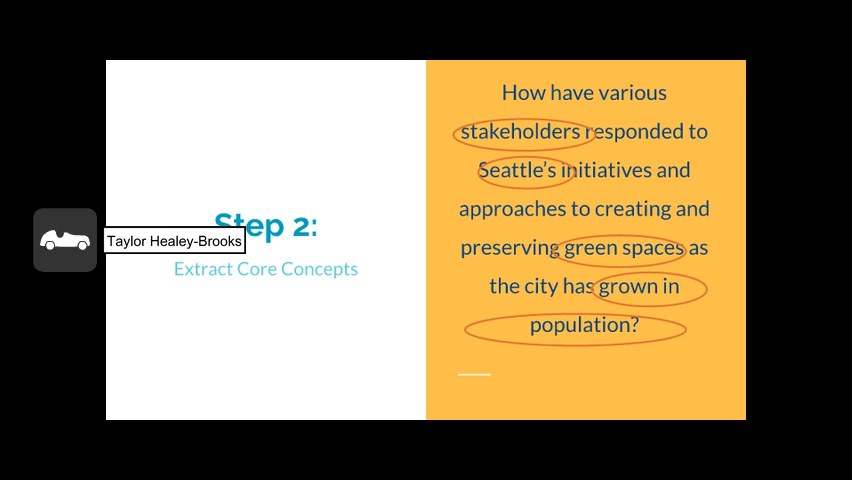 Step 2:
Taylor Healey-Brooks
Extract Core Concepts
How have various
stakeholders responded to
Seattle's initiatives and
approaches to creating and
preserving green spaces as
the city has grown in
population?